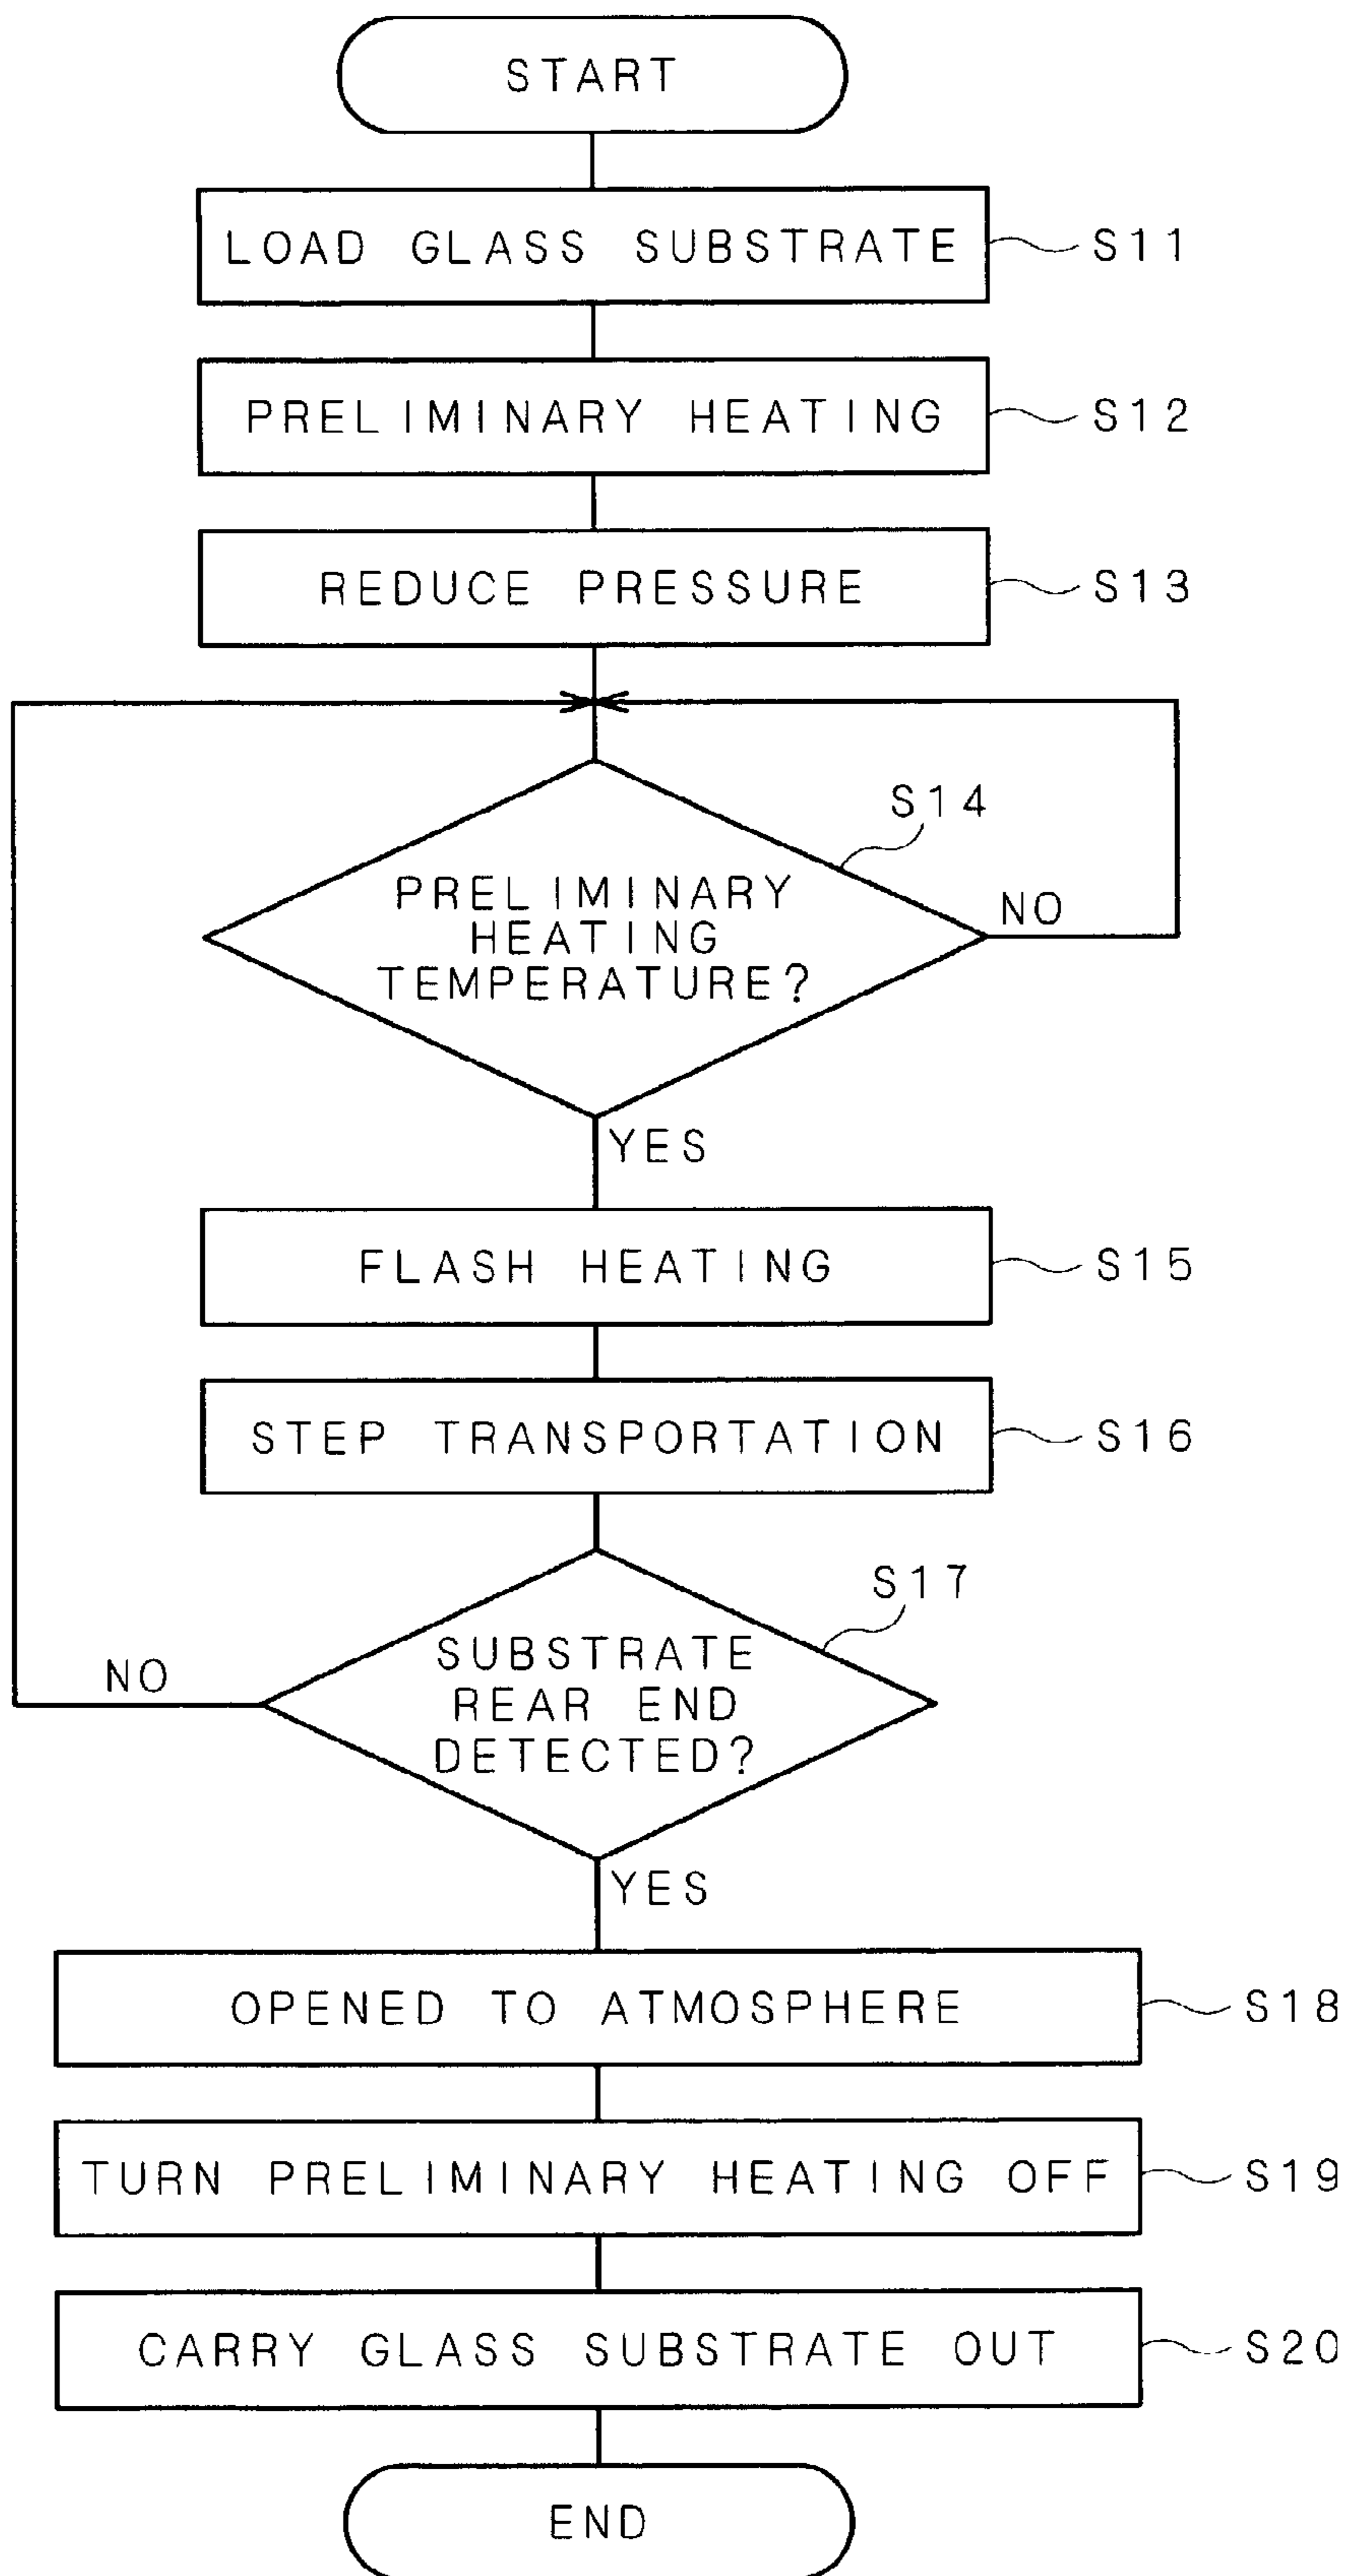 START
LOAD GLASS SUBSTRATE
S11
PRELIMINARY HEATING
S12
REDUCE PRESSURE
S13
S14
PRELIMINARY
HEATING
TEMPERATURE?
NO
YES
FLASH HEATING
S15
STEP TRANSPORTATION
S16
S17
SUBSTRATE
REAR END
DETECTED?
NO
YES
OPENED TO ATMOSPHERE
S18
TURN PRELIMINARY HEATING OFF
S19
CARRY GLASS SUBSTRATE OUT
S20
END